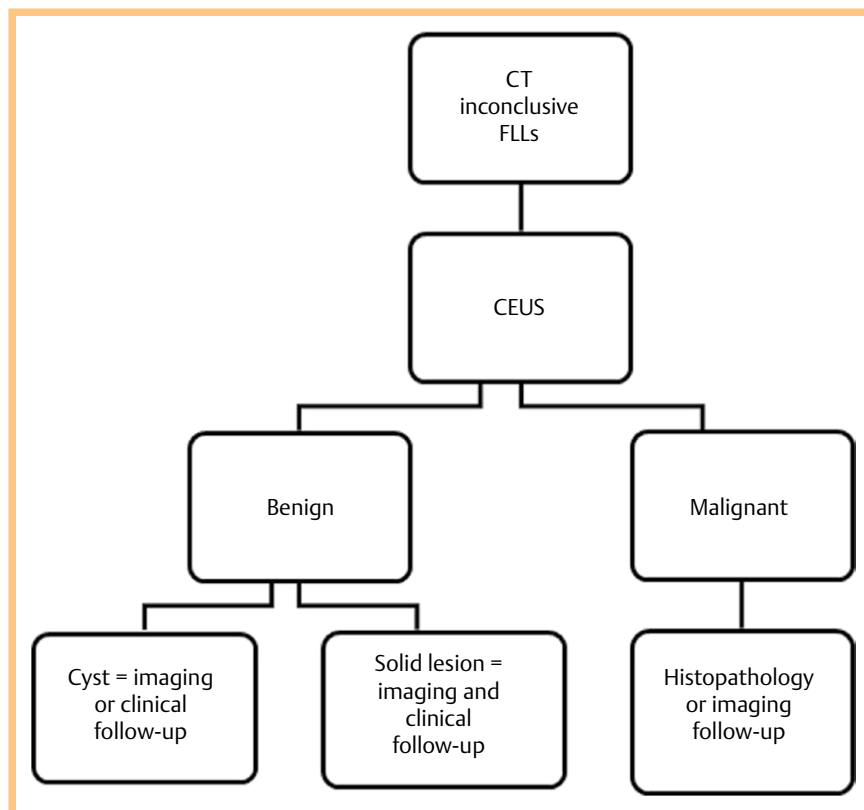 CT
inconclusive
FLLs
CEUS
Benign
Malignant
Cyst = imaging
or clinical
follow-up
Solid lesion =
imaging and
clinical
follow-up
Histopathology
or imaging
follow-up